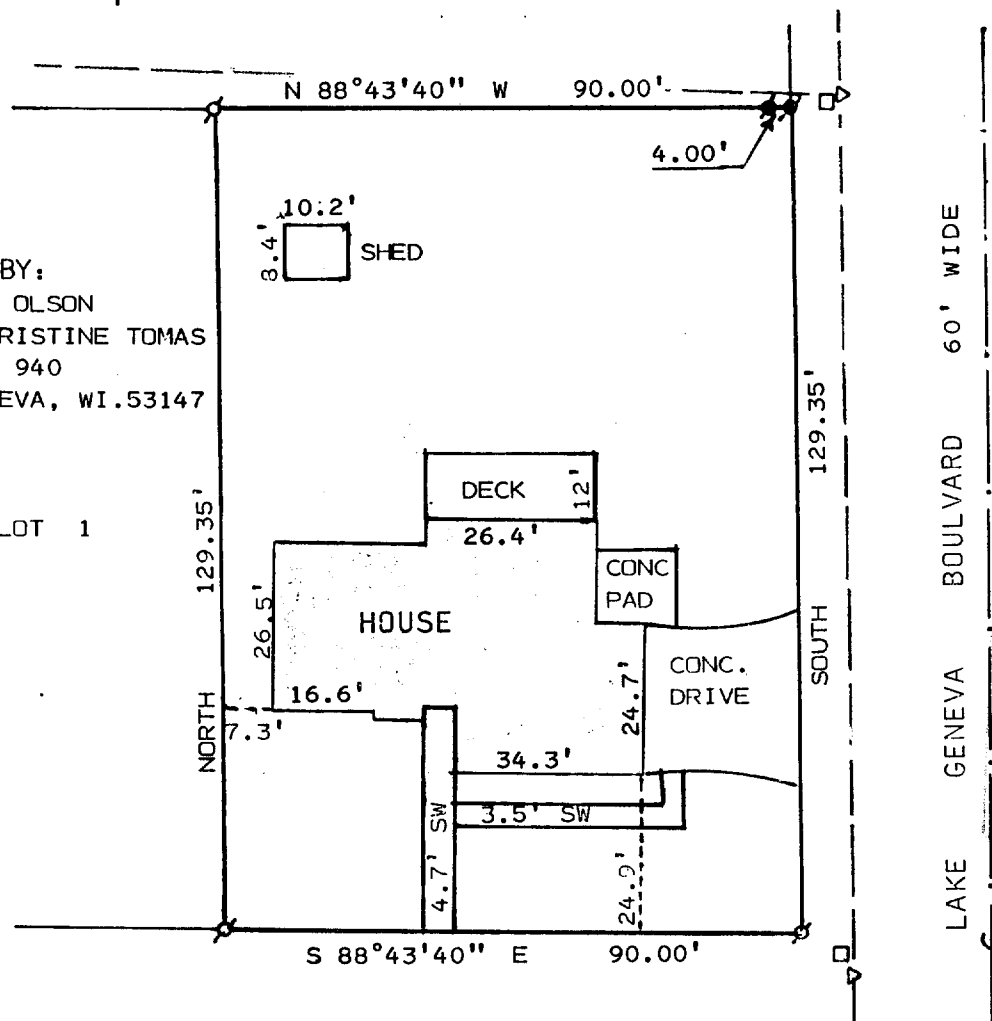 N 88°43'40" W 90.00'
4.00'
10.2'
8.4'
SHED
BY:
OLSON
RISTINE TOMAS
940
EVA, WI.53147
LOT 1
129.35'
NORTH
129.35'
SOUTH
DECK
12'
26.4'
CONC
PAD
HOUSE
26.5'
16.6'
7.3'
24.7'
CONC.
DRIVE
34.3'
3.5' SW
4.7' SW
24.9'
S 88°43'40" E 90.00'
LAKE GENEVA BOULVARD 60' WIDE